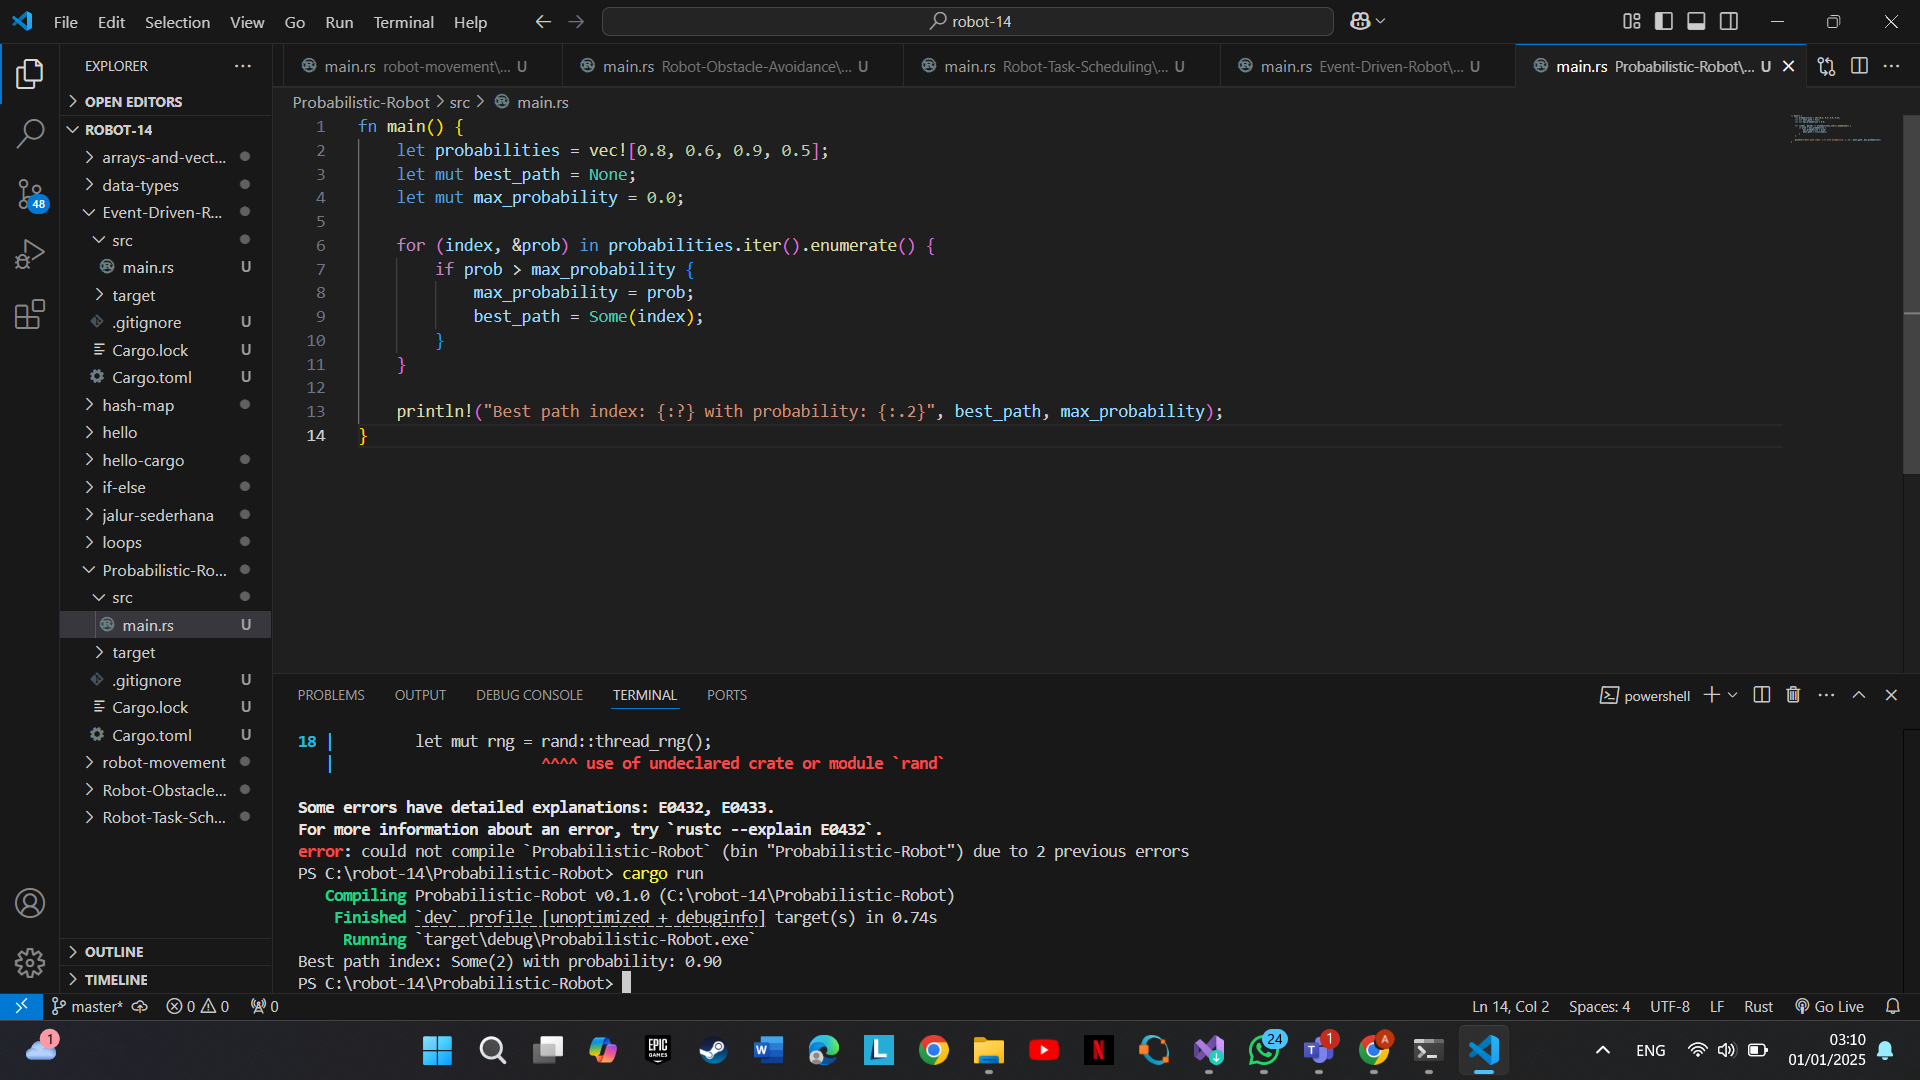 File Edit Selection View Go Run Terminal Help
robot-14
EXPLORER
OPEN EDITORS
ROBOT-14
arrays-and-vect...
data-types
Event-Driven-R...
src
main.rs U
target
.gitignore U
Cargo.lock U
Cargo.toml U
hash-map
hello
hello-cargo
if-else
jalur-sederhana
loops
Probabilistic-Ro...
src
main.rs U
target
.gitignore U
Cargo.lock U
Cargo.toml U
robot-movement
Robot-Obstacle...
Robot-Task-Sch...
OUTLINE
TIMELINE
48
main.rs robot-movement\... U
main.rs Robot-Obstacle-Avoidance\... U
main.rs Robot-Task-Scheduling\... U
main.rs Event-Driven-Robot\... U
main.rs Probabilistic-Robot\... U
Probabilistic-Robot > src > main.rs
1 fn main() {
2 let probabilities = vec![0.8, 0.6, 0.9, 0.5];
3 let mut best_path = None;
4 let mut max_probability = 0.0;
5
6 for (index, &prob) in probabilities.iter().enumerate() {
7 if prob > max_probability {
8 max_probability = prob;
9 best_path = Some(index);
10 }
11 }
12
13 println!("Best path index: {:?} with probability: {:.2}", best_path, max_probability);
14 }
PROBLEMS OUTPUT DEBUG CONSOLE TERMINAL PORTS
powershell
18 | let mut rng = rand::thread_rng();
| ^^^^ use of undeclared crate or module `rand`
Some errors have detailed explanations: E0432, E0433.
For more information about an error, try `rustc --explain E0432`.
error: could not compile `Probabilistic-Robot` (bin "Probabilistic-Robot") due to 2 previous errors
PS C:\robot-14\Probabilistic-Robot> cargo run
Compiling Probabilistic-Robot v0.1.0 (C:\robot-14\Probabilistic-Robot)
Finished `dev` profile [unoptimized + debuginfo] target(s) in 0.74s
Running `target\debug\Probabilistic-Robot.exe`
Best path index: Some(2) with probability: 0.90
PS C:\robot-14\Probabilistic-Robot>
master* 0 0 0
Ln 14, Col 2 Spaces: 4 UTF-8 LF Rust Go Live
1
EPIC GAMES
W
L
N
24
1
A
ENG
03:10
01/01/2025